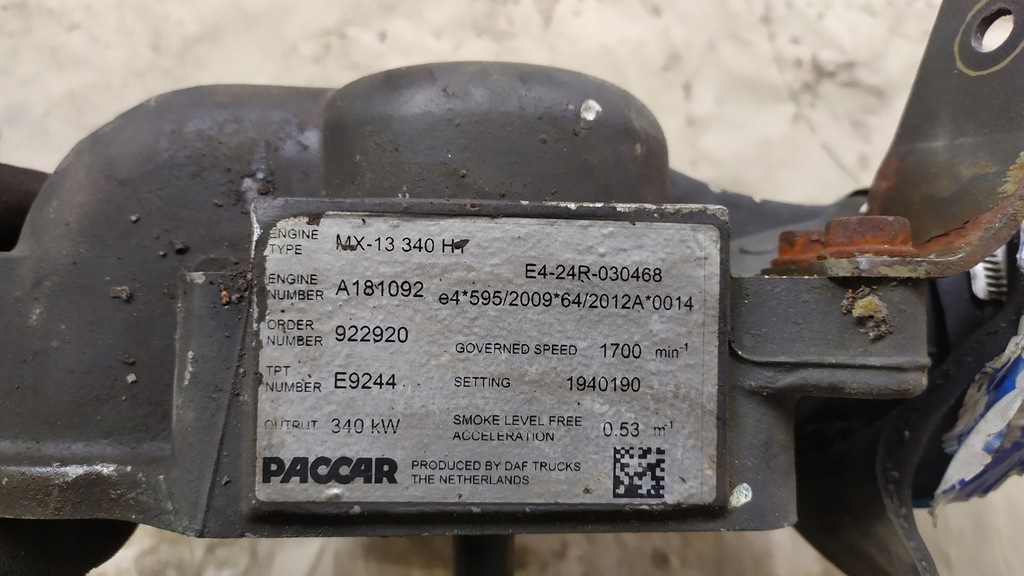 ENGINE TYPE MX-13 340 H1
E4-24R-030468
ENGINE NUMBER A181092 e4*595/2009*64/2012A*0014
ORDER NUMBER 922920
GOVERNED SPEED 1700 min-1
TPT NUMBER E9244
SETTING 1940190
OUTPUT 340 kW
SMOKE LEVEL FREE ACCELERATION 0.53 m-1
PACCAR PRODUCED BY DAF TRUCKS
THE NETHERLANDS